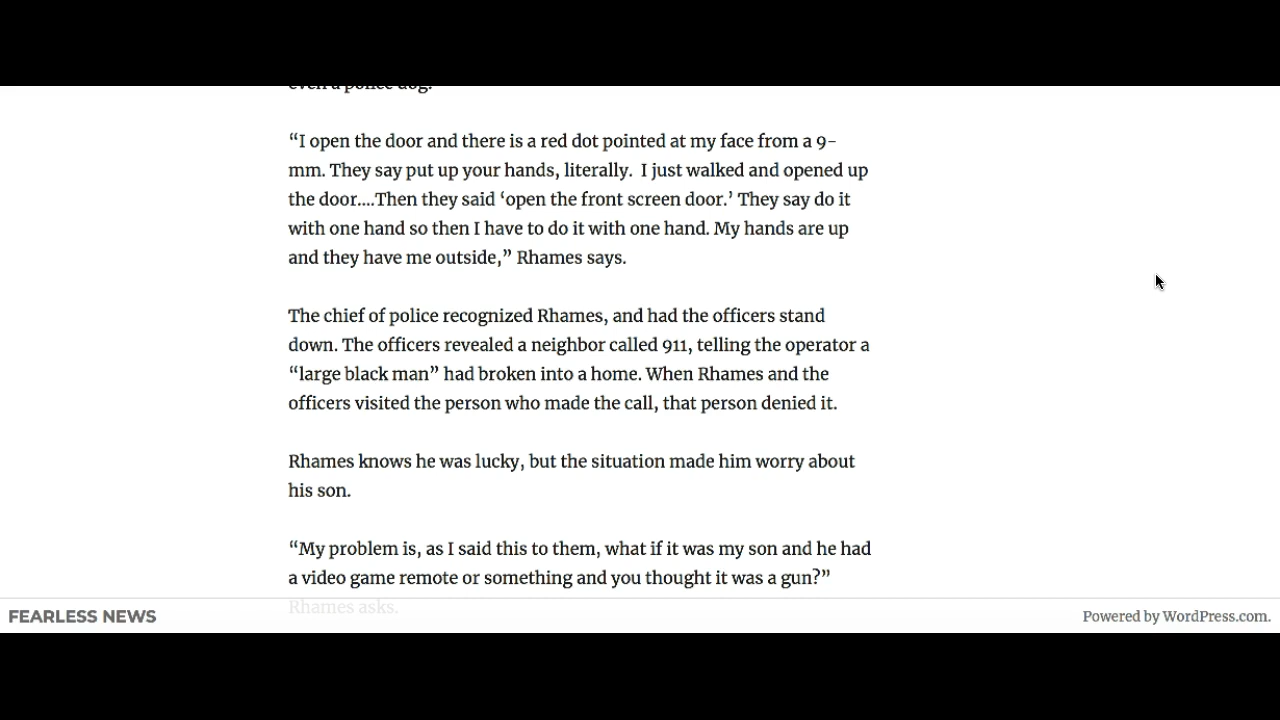 even a police dog.
“I open the door and there is a red dot pointed at my face from a 9-
mm. They say put up your hands, literally.  I just walked and opened up
the door....Then they said ‘open the front screen door.’ They say do it
with one hand so then I have to do it with one hand. My hands are up
and they have me outside,” Rhames says.
The chief of police recognized Rhames, and had the officers stand
down. The officers revealed a neighbor called 911, telling the operator a
“large black man” had broken into a home. When Rhames and the
officers visited the person who made the call, that person denied it.
Rhames knows he was lucky, but the situation made him worry about
his son.
“My problem is, as I said this to them, what if it was my son and he had
a video game remote or something and you thought it was a gun?”
Rhames asks.
FEARLESS NEWS
Powered by WordPress.com.